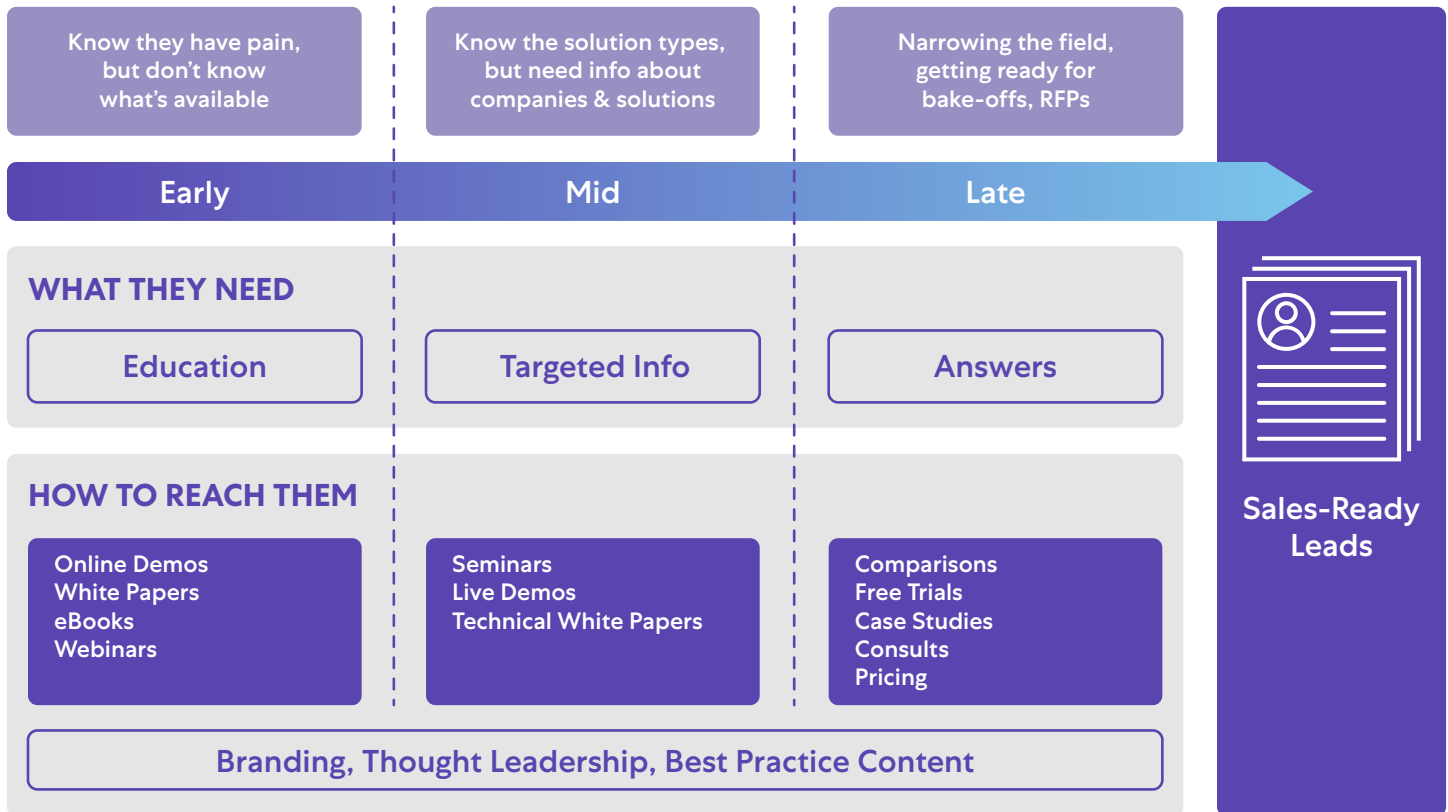 Know they have pain,
but don't know
what's available
Know the solution types,
but need info about
companies & solutions
Narrowing the field,
getting ready for
bake-offs, RFPs
Early
Mid
Late
WHAT THEY NEED
Education
Targeted Info
Answers
HOW TO REACH THEM
Online Demos
White Papers
eBooks
Webinars
Seminars
Live Demos
Technical White Papers
Comparisons
Free Trials
Case Studies
Consults
Pricing
Branding, Thought Leadership, Best Practice Content
Sales-Ready
Leads